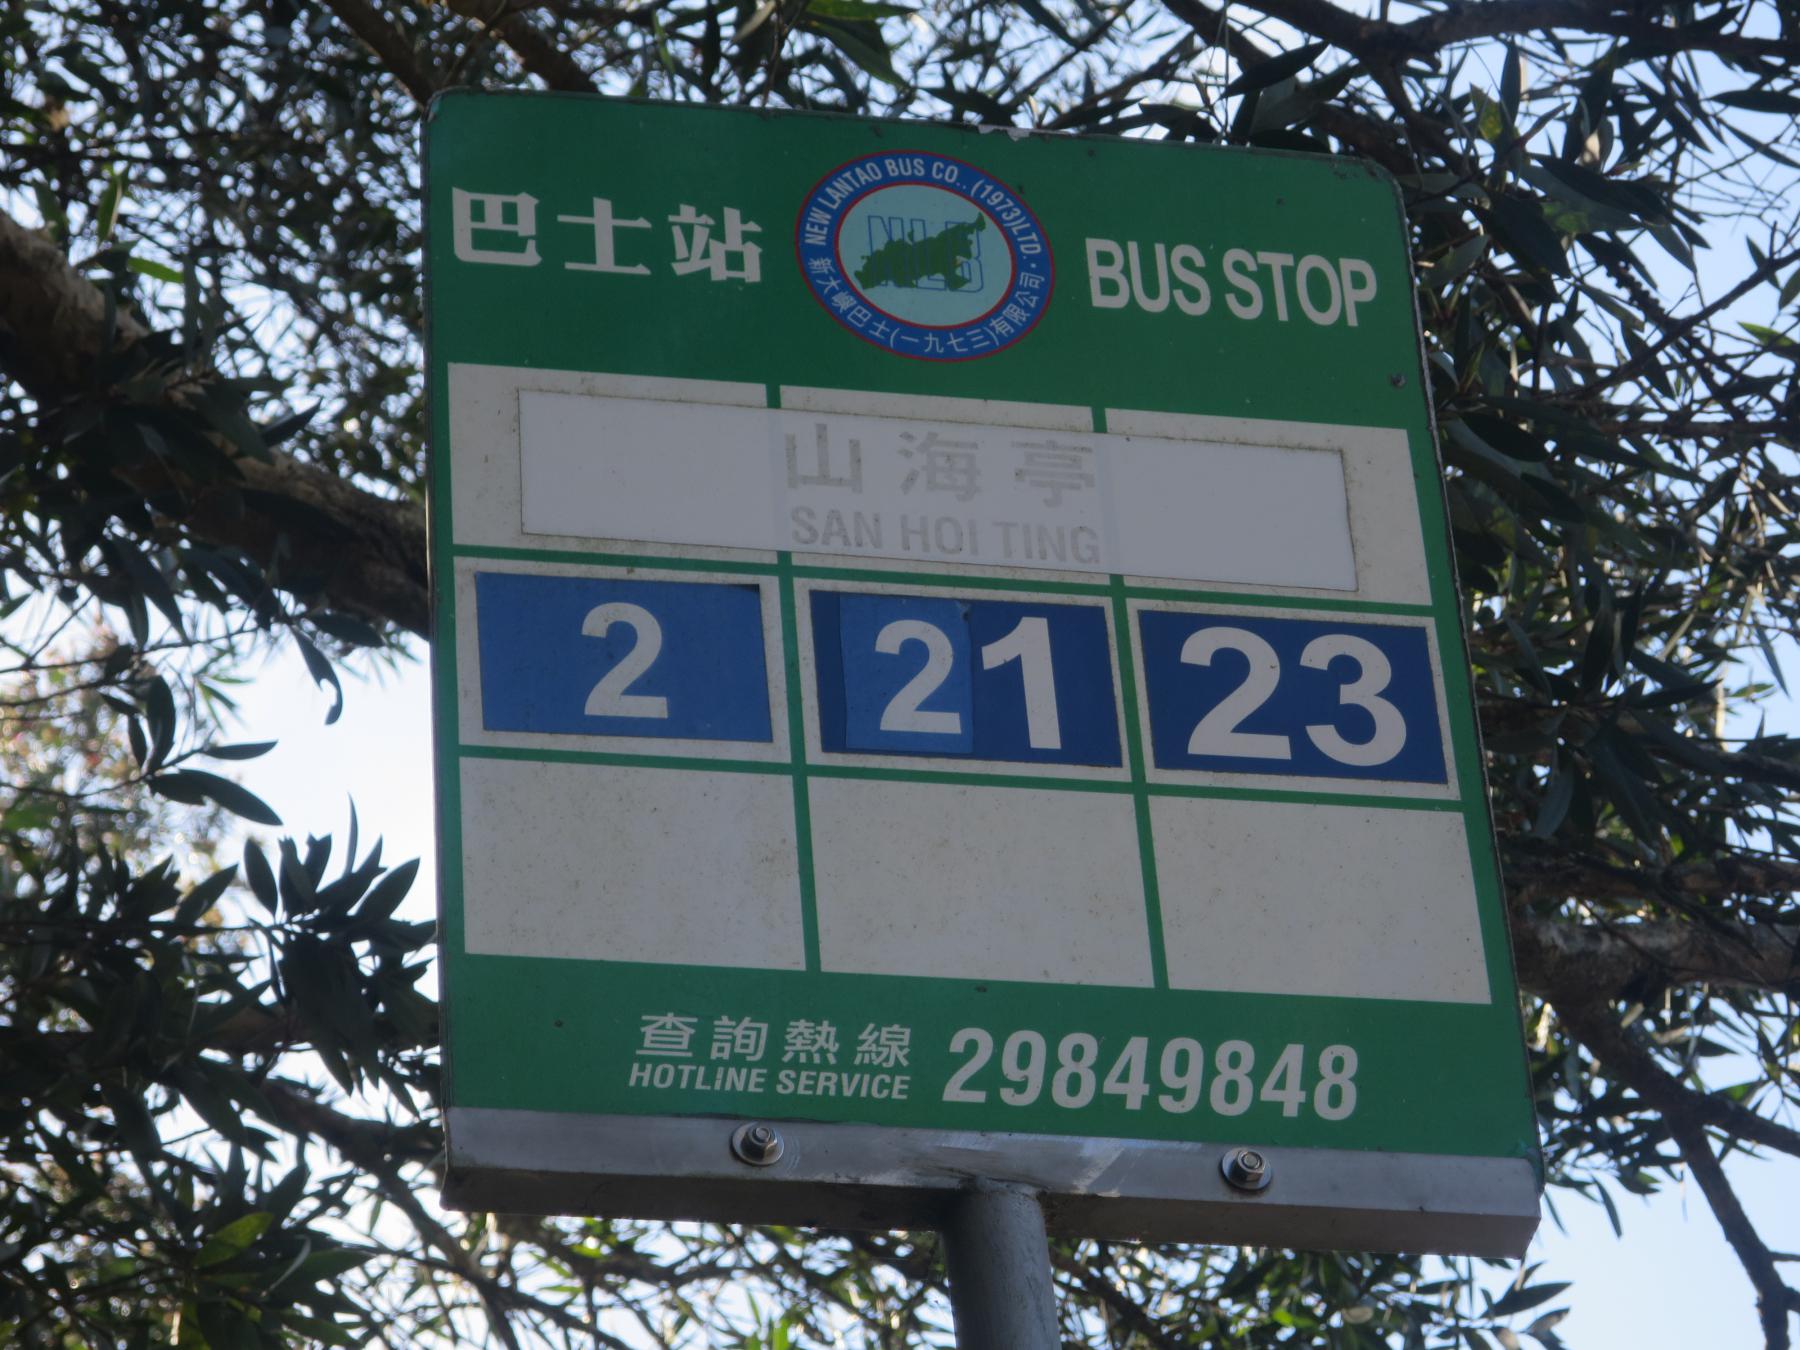 巴士站
NEW LANTAO BUS CO., (1973) LTD.
新大嶼巴士(一九七三)有限公司
NLB
BUS STOP
山海亭
SAN HOI TING
2 21 23
查詢熱線 29849848
HOTLINE SERVICE